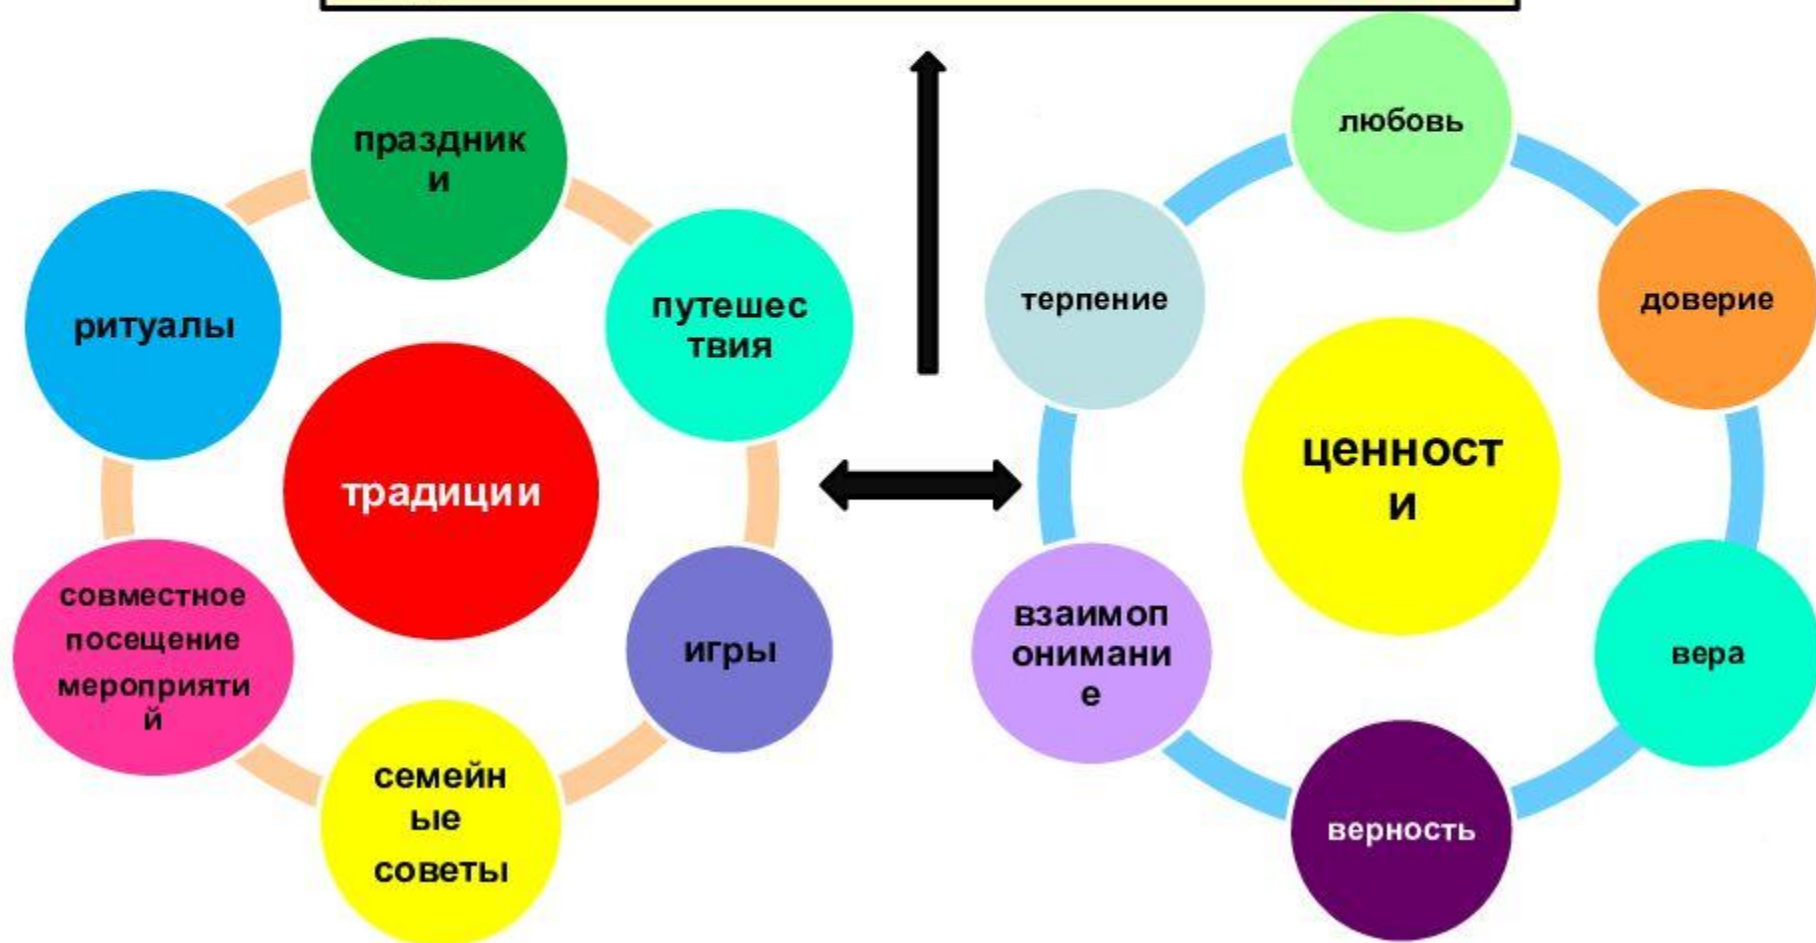 праздник
и
путешес
твия
игры
семейн
ые
советы
совместное
посещение
мероприяти
й
ритуалы
традиции
любовь
доверие
вера
верность
взаимоп
онимани
е
терпение
ценност
и